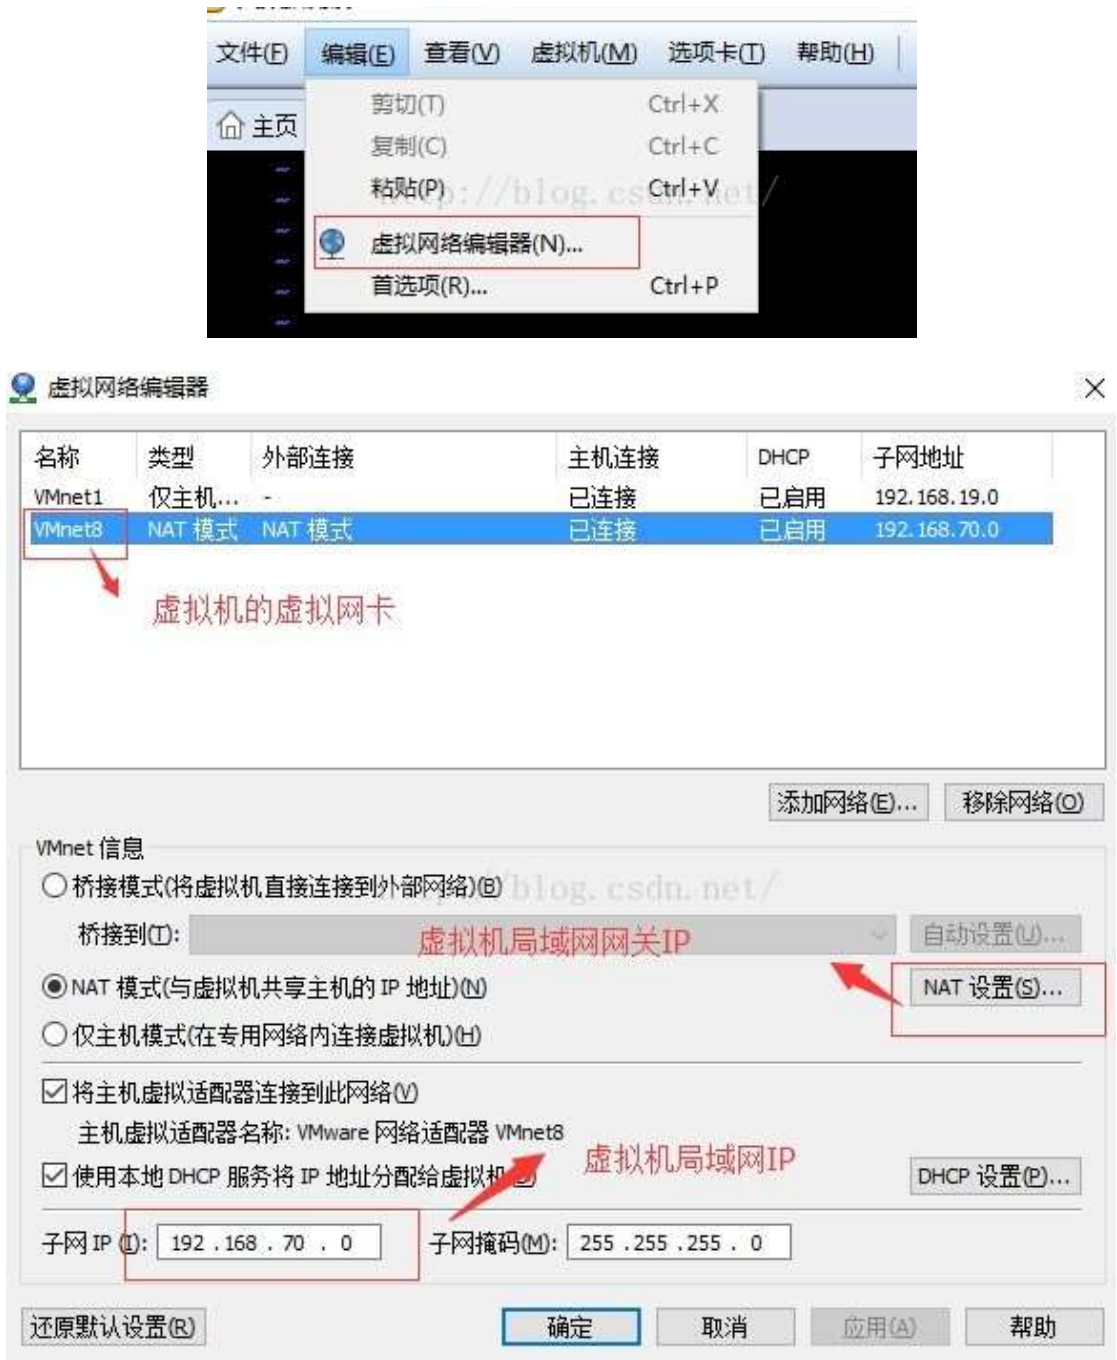 文件(F) 编辑(E) 查看(V) 虚拟机(M) 选项卡(T) 帮助(H)
主页
剪切(T) Ctrl+X
复制(C) Ctrl+C
粘贴(P) Ctrl+V
http://blog.csdn.net/
虚拟网络编辑器(N)...
首选项(R)... Ctrl+P
虚拟网络编辑器
名称 类型 外部连接 主机连接 DHCP 子网地址
VMnet1 仅主机... - 已连接 已启用 192.168.19.0
VMnet8 NAT 模式 NAT 模式 已连接 已启用 192.168.70.0
虚拟机的虚拟网卡
添加网络(E)... 移除网络(O)
VMnet 信息
桥接模式(将虚拟机直接连接到外部网络)(B)
blog.csdn.net/
桥接到(T): 自动设置(U)...
虚拟机局域网网关IP
NAT 模式(与虚拟机共享主机的 IP 地址)(N) NAT 设置(S)...
仅主机模式(在专用网络内连接虚拟机)(H)
将主机虚拟适配器连接到此网络(V)
主机虚拟适配器名称: VMware 网络适配器 VMnet8
虚拟机局域网IP
使用本地 DHCP 服务将 IP 地址分配给虚拟机(D) DHCP 设置(P)...
子网 IP (I): 192 . 168 . 70 . 0 子网掩码(M): 255 . 255 . 255 . 0
还原默认设置(R) 确定 取消 应用(A) 帮助